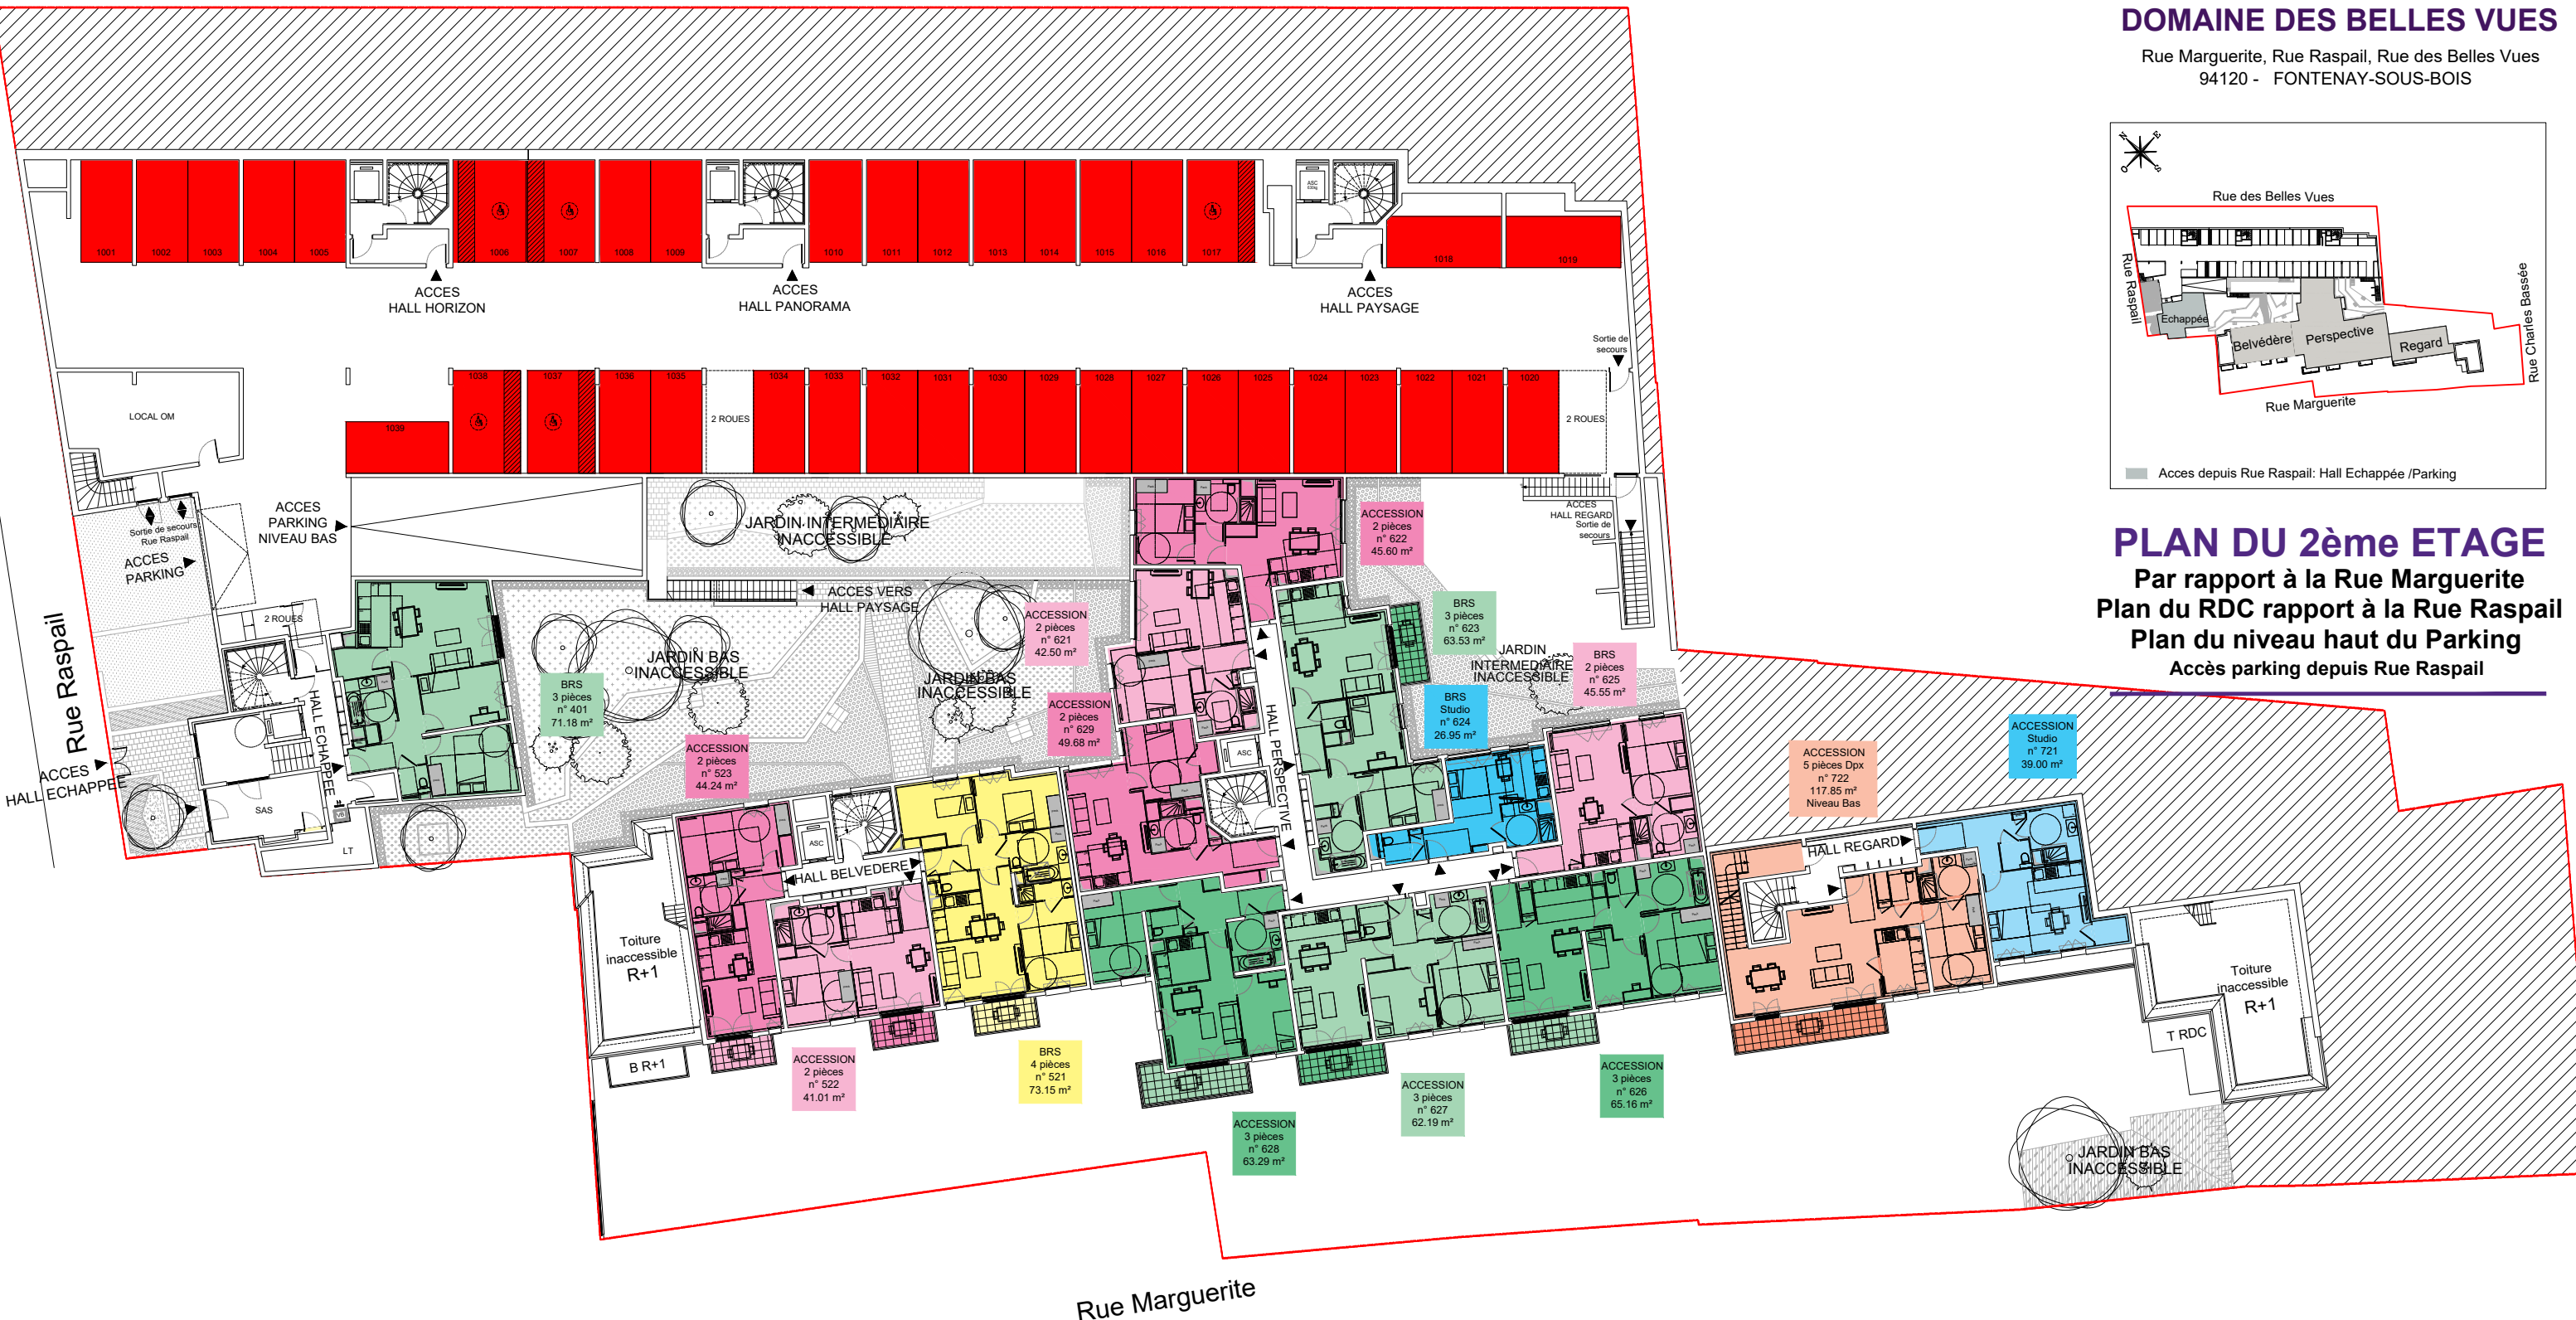 DOMAINE DES BELLES VUES
Rue Marguerite, Rue Raspail, Rue des Belles Vues
94120 - FONTENAY-SOUS-BOIS
N
E
S
O
Rue des Belles Vues
Rue Raspail
Echappée
Belvédère
Perspective
Regard
Rue Charles Bassée
Rue Marguerite
Acces depuis Rue Raspail: Hall Echappée /Parking
PLAN DU 2ème ETAGE
Par rapport à la Rue Marguerite
Plan du RDC rapport à la Rue Raspail
Plan du niveau haut du Parking
Accès parking depuis Rue Raspail
1001
1002
1003
1004
1005
1006
1007
1008
1009
1010
1011
1012
1013
1014
1015
1016
1017
1018
1019
ASC
ACCES
HALL HORIZON
ACCES
HALL PANORAMA
ACCES
HALL PAYSAGE
Sortie de
secours
LOCAL OM
1039
1038
1037
1036
1035
2 ROUES
1034
1033
1032
1031
1030
1029
1028
1027
1026
1025
1024
1023
1022
1021
1020
2 ROUES
Sortie de secours
Rue Raspail
ACCES
PARKING
ACCES
PARKING
NIVEAU BAS
JARDIN INTERMEDIAIRE
INACCESSIBLE
ACCES
HALL REGARD
Sortie de
secours
ACCESSION
2 pièces
n° 622
45.60 m²
ACCES VERS
HALL PAYSAGE
2 ROUES
Rue Raspail
ACCES
HALL ECHAPPEE
HALL ECHAPPEE
SAS
LT
BRS
3 pièces
n° 401
71.18 m²
JARDIN BAS
INACCESSIBLE
JARDIN BAS
INACCESSIBLE
ACCESSION
2 pièces
n° 621
42.50 m²
BRS
3 pièces
n° 623
63.53 m²
JARDIN
INTERMEDIAIRE
INACCESSIBLE
BRS
2 pièces
n° 625
45.55 m²
BRS
Studio
n° 624
26.95 m²
ACCESSION
2 pièces
n° 629
49.68 m²
ACCESSION
2 pièces
n° 523
44.24 m²
HALL PERSPECTIVE
ASC
ASC
HALL BELVEDERE
ACCESSION
5 pièces Dpx
n° 722
117.85 m²
Niveau Bas
ACCESSION
Studio
n° 721
39.00 m²
HALL REGARD
Toiture
inaccessible
R+1
B R+1
ACCESSION
2 pièces
n° 522
41.01 m²
BRS
4 pièces
n° 521
73.15 m²
ACCESSION
3 pièces
n° 628
63.29 m²
ACCESSION
3 pièces
n° 627
62.19 m²
ACCESSION
3 pièces
n° 626
65.16 m²
Toiture
inaccessible
R+1
T RDC
JARDIN BAS
INACCESSIBLE
Rue Marguerite